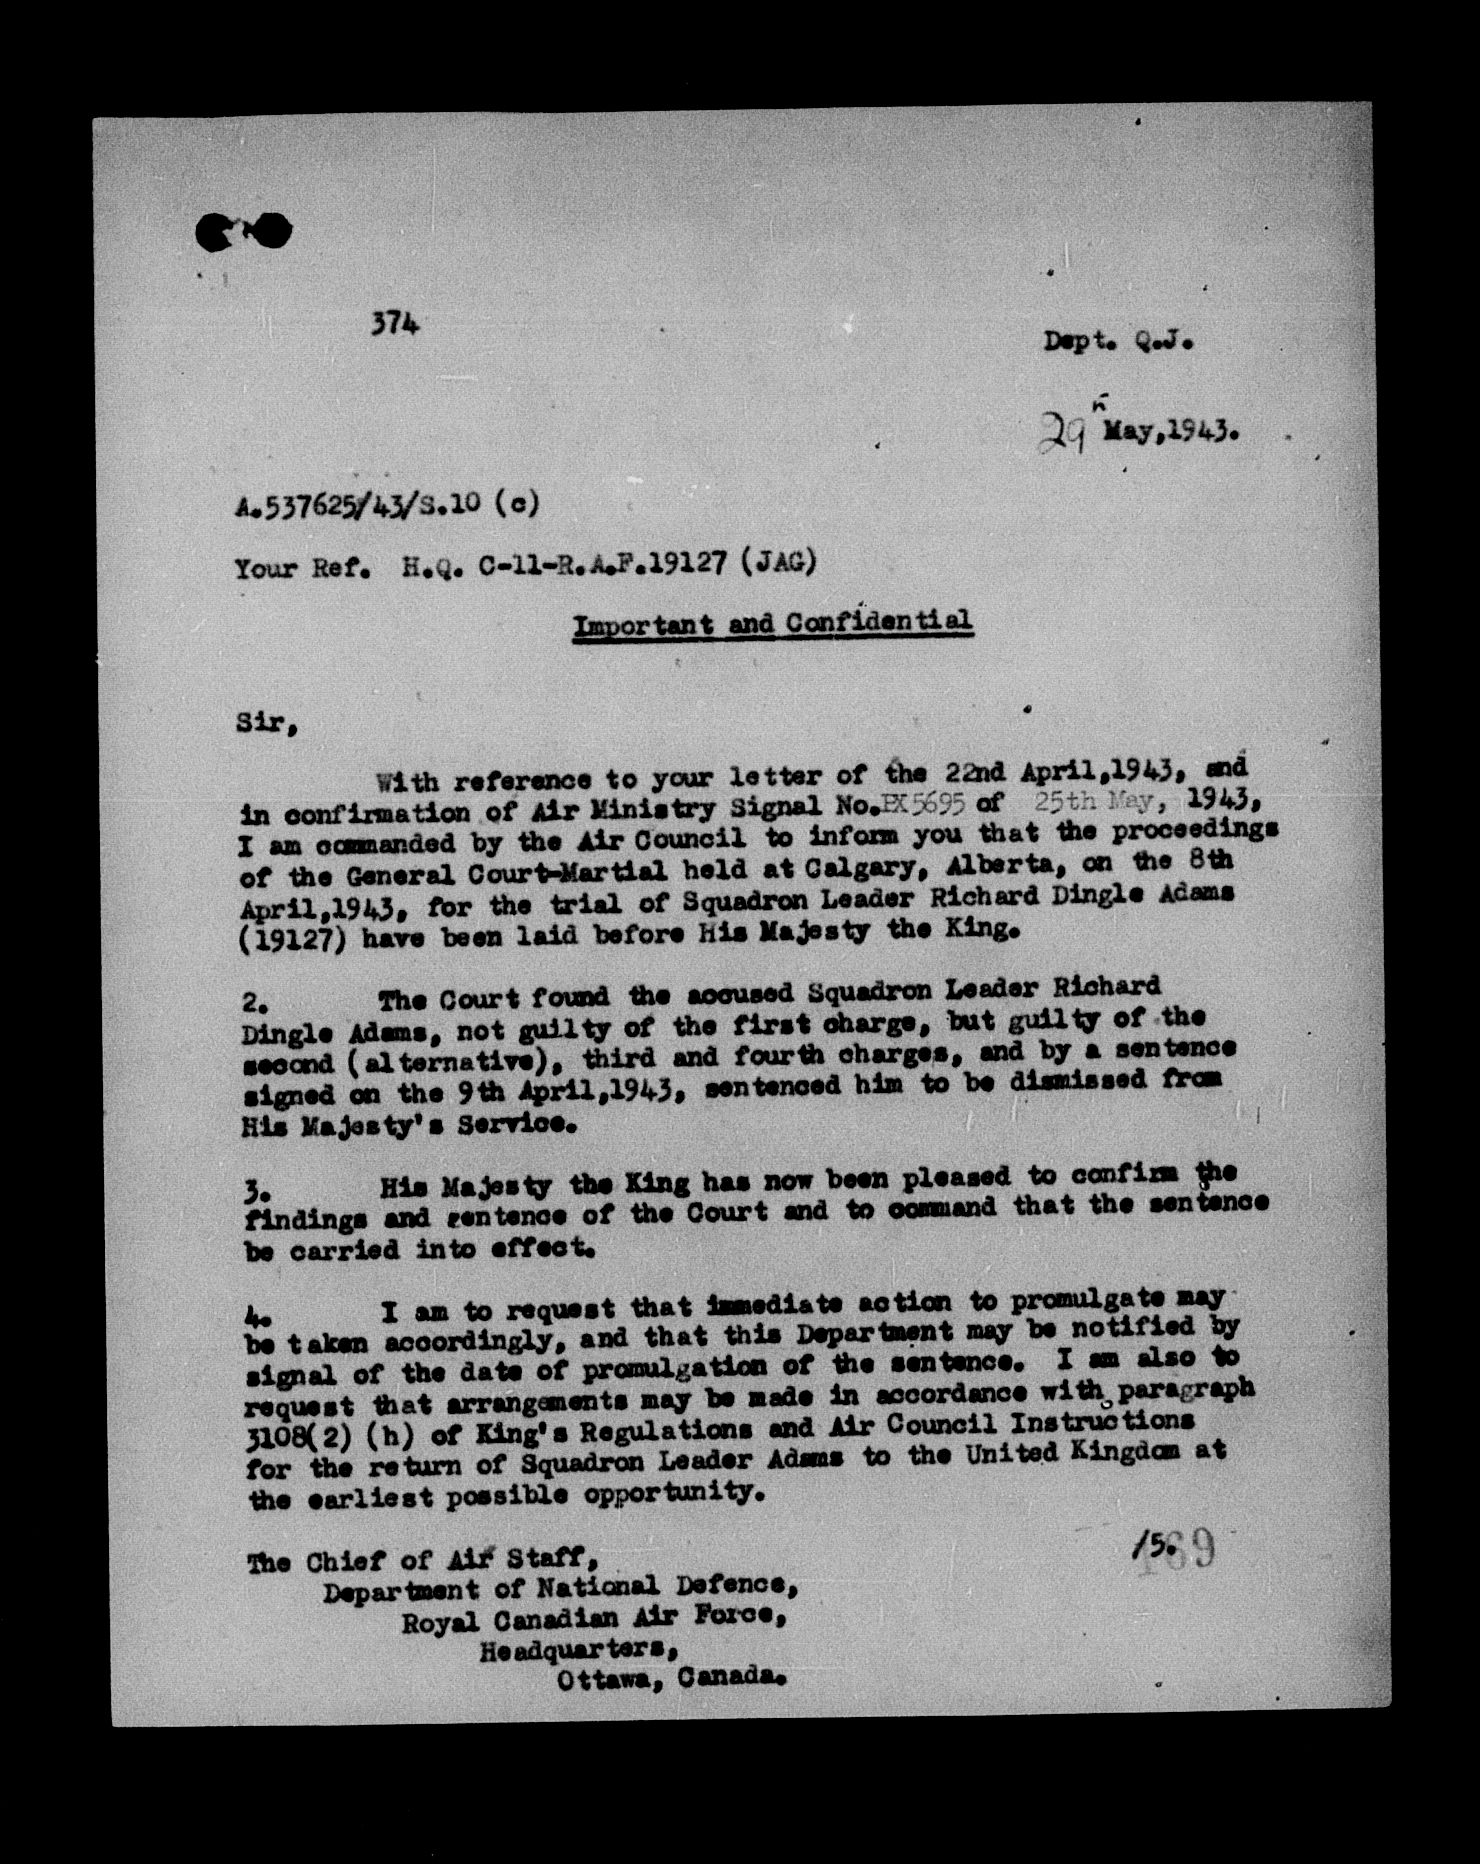 374
Dept. Q.J.
29th May,1943.
A.537625/43/S.10 (c)
Your Ref. H.Q. C-11-R.A.F.19127 (JAG)
Important and Confidential
Sir,
With reference to your letter of the 22nd April,1943, and
in confirmation of Air Ministry Signal No.PX5695 of 25th May, 1943,
I am commanded by the Air Council to inform you that the proceedings
of the General Court-Martial held at Calgary, Alberta, on the 8th
April,1943, for the trial of Squadron Leader Richard Dingle Adams
(19127) have been laid before His Majesty the King.
2. The Court found the accused Squadron Leader Richard
Dingle Adams, not guilty of the first charge, but guilty of the
second (alternative), third and fourth charges, and by a sentence
signed on the 9th April,1943, sentenced him to be dismissed from
His Majesty's Service.
3. His Majesty the King has now been pleased to confirm the
findings and sentence of the Court and to command that the sentence
be carried into effect.
4. I am to request that immediate action to promulgate may
be taken accordingly, and that this Department may be notified by
signal of the date of promulgation of the sentence. I am also to
request that arrangements may be made in accordance with paragraph
3108(2) (h) of King's Regulations and Air Council Instructions
for the return of Squadron Leader Adams to the United Kingdom at
the earliest possible opportunity.
/5.
169
The Chief of Air Staff,
Department of National Defence,
Royal Canadian Air Force,
Headquarters,
Ottawa, Canada.